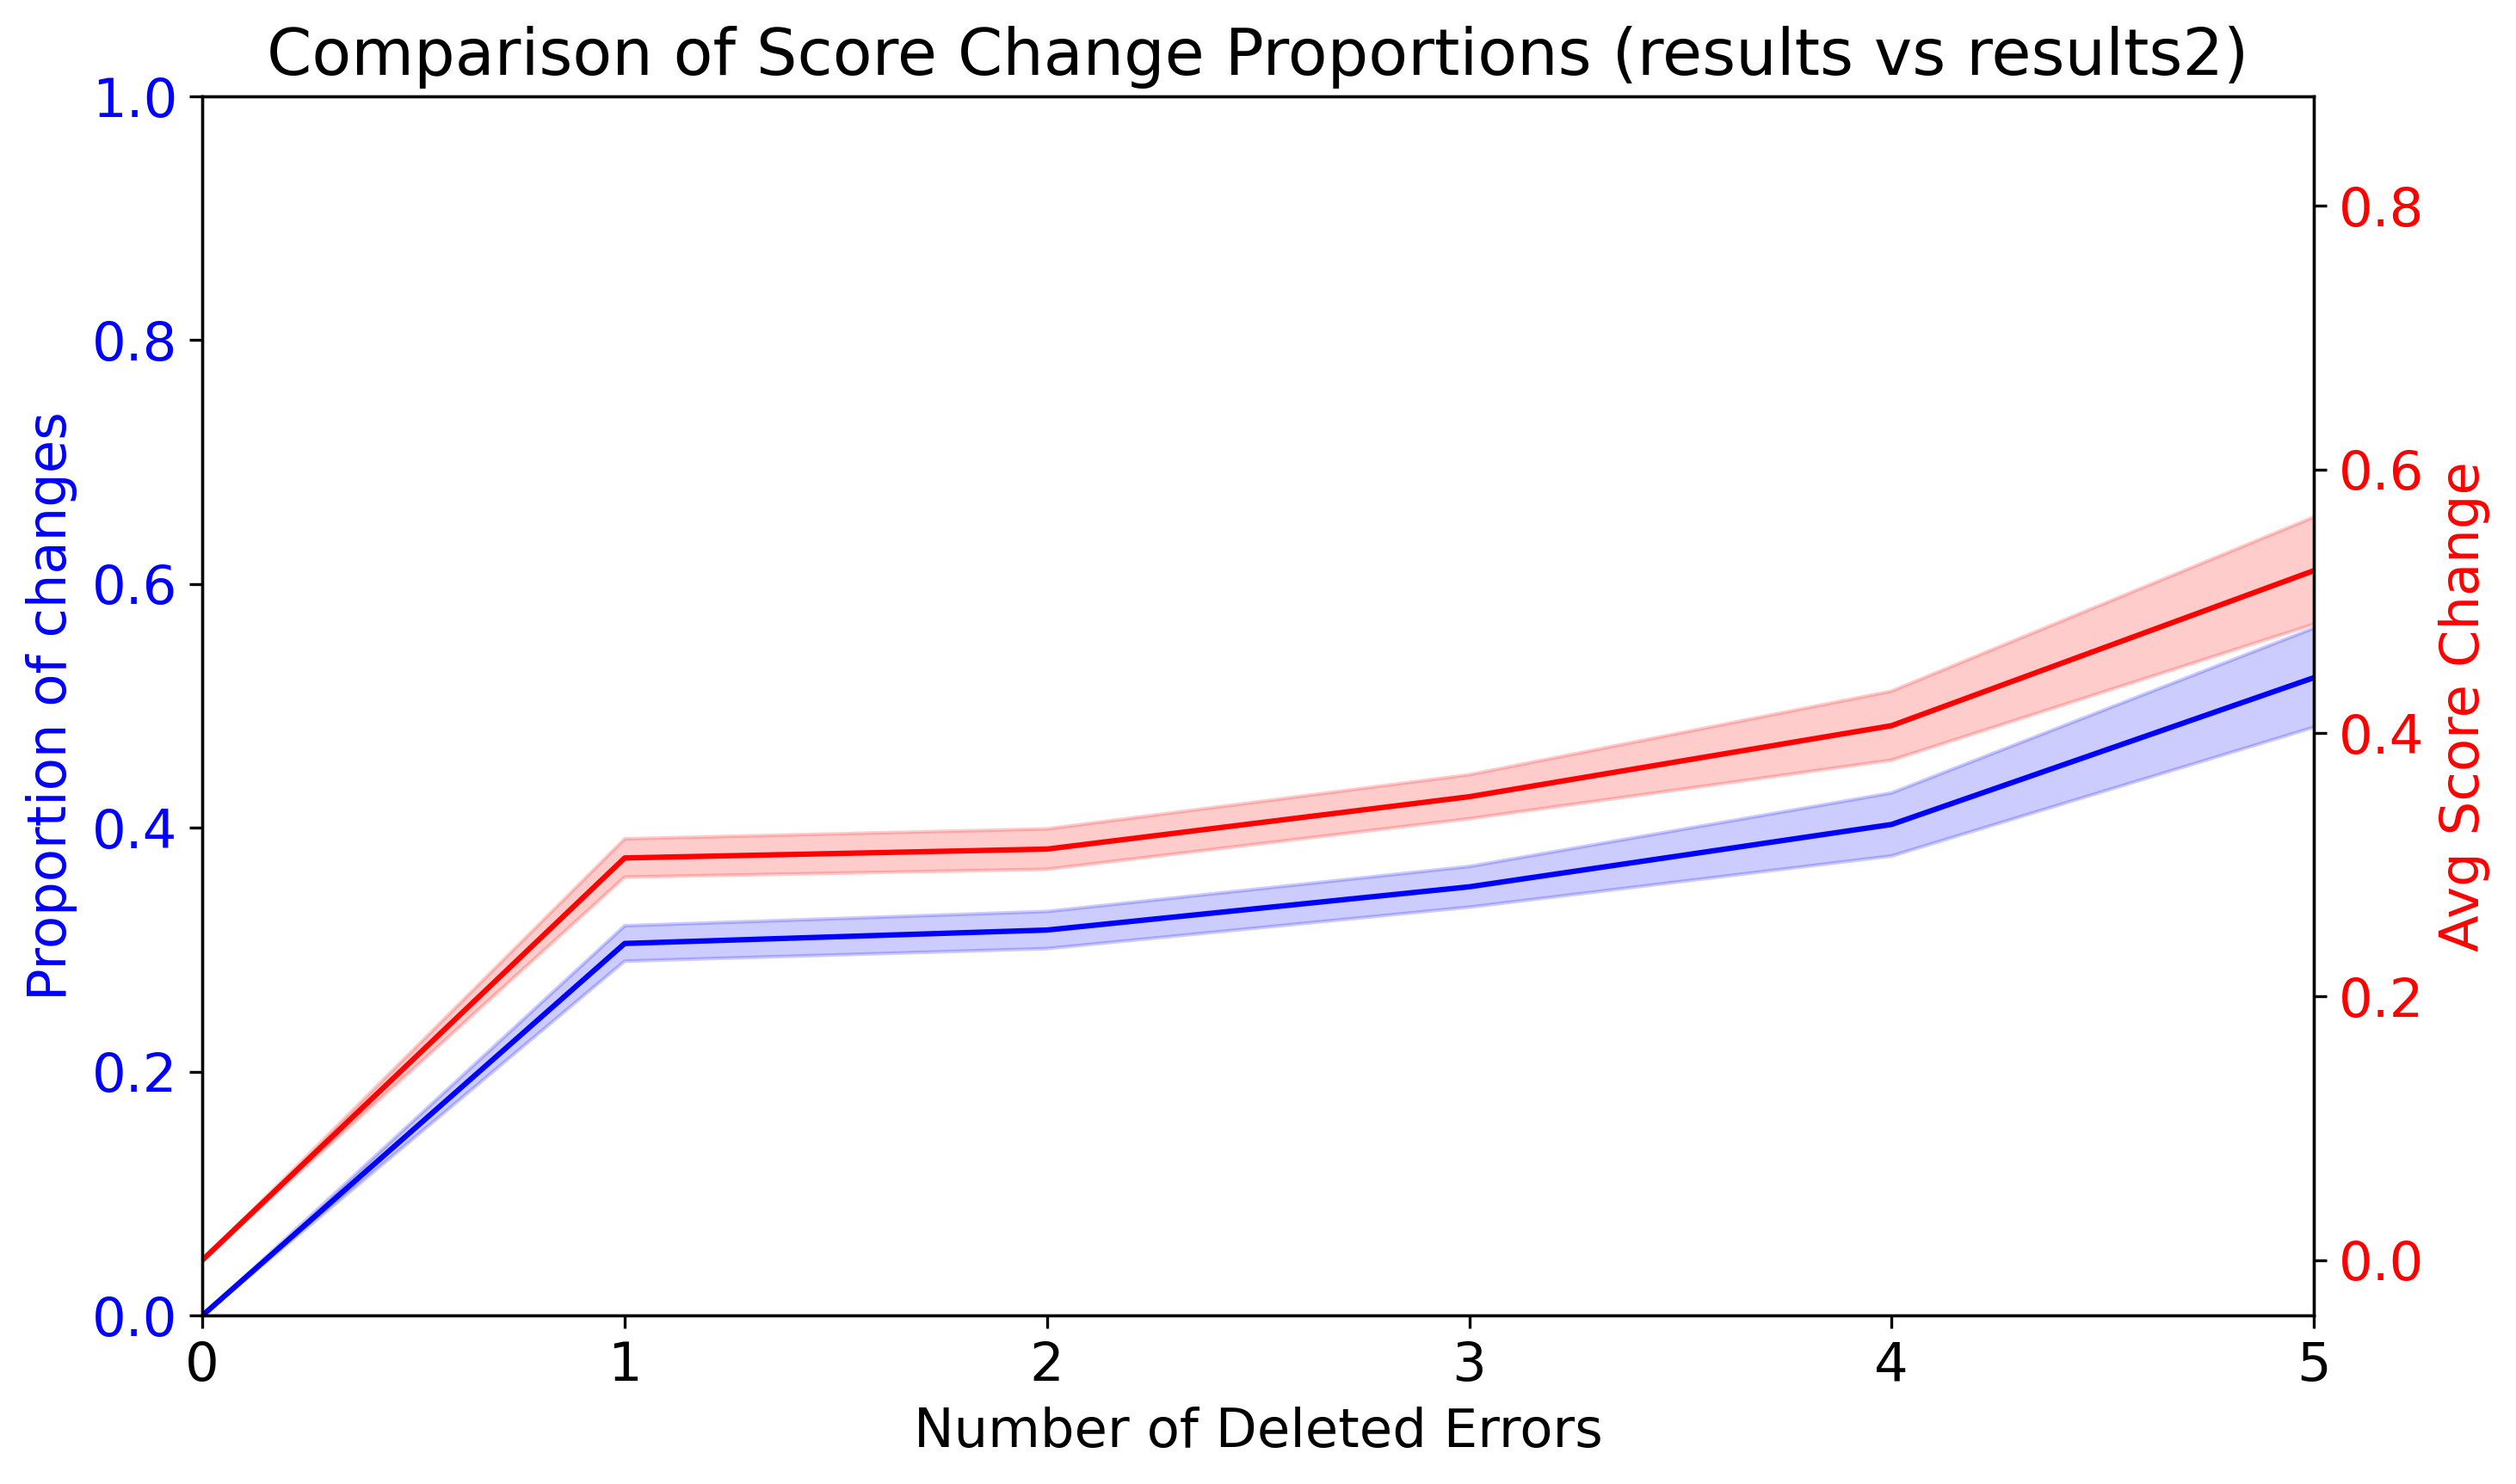 Comparison of Score Change Proportions (results vs results2)
1.0
0.8
0.6
0.4
0.2
0.0
Proportion of changes
0.8
0.6
0.4
0.2
0.0
Avg Score Change
0 1 2 3 4 5
Number of Deleted Errors